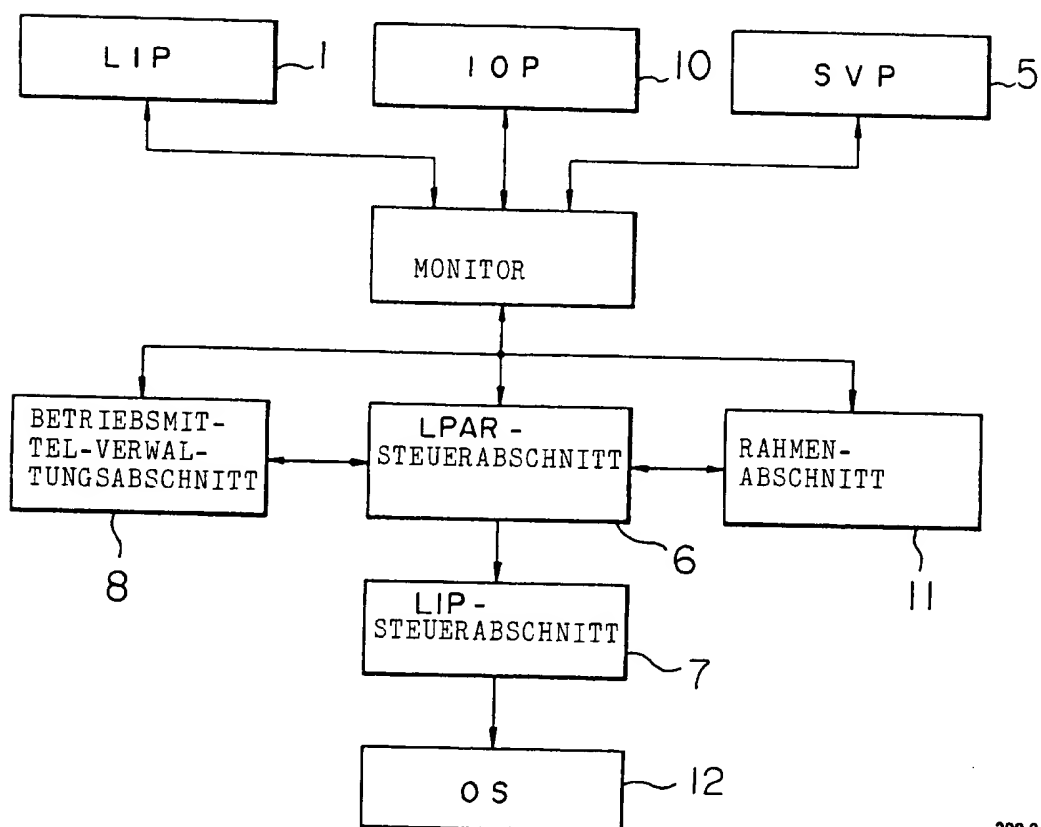 LIP
1
IOP
10
SVP
5
MONITOR
BETRIEBSMIT-
TEL-VERWAL-
TUNGSABSCHNITT
8
LPAR-
STEUERABSCHNITT
6
RAHMEN-
ABSCHNITT
11
LIP-
STEUERABSCHNITT
7
OS
12